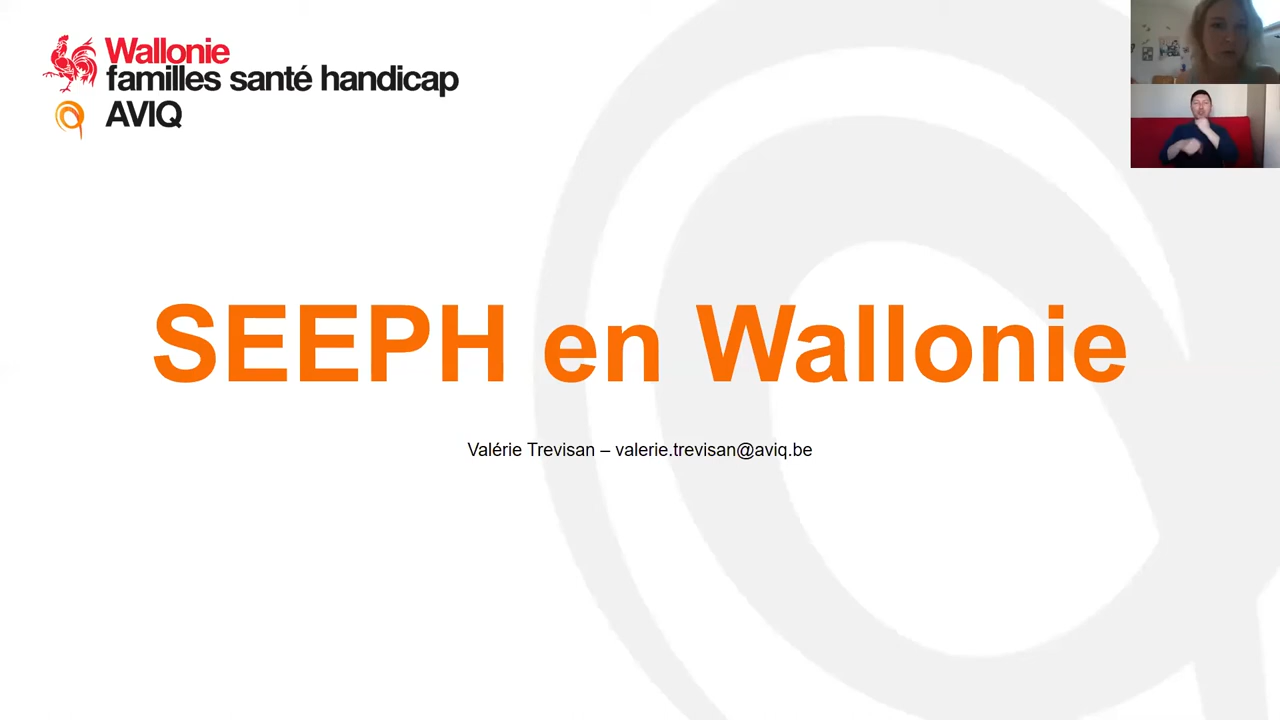 Wallonie
familles santé handicap
AVIQ
SEEPH en Wallonie
Valérie Trevisan – valerie.trevisan@aviq.be